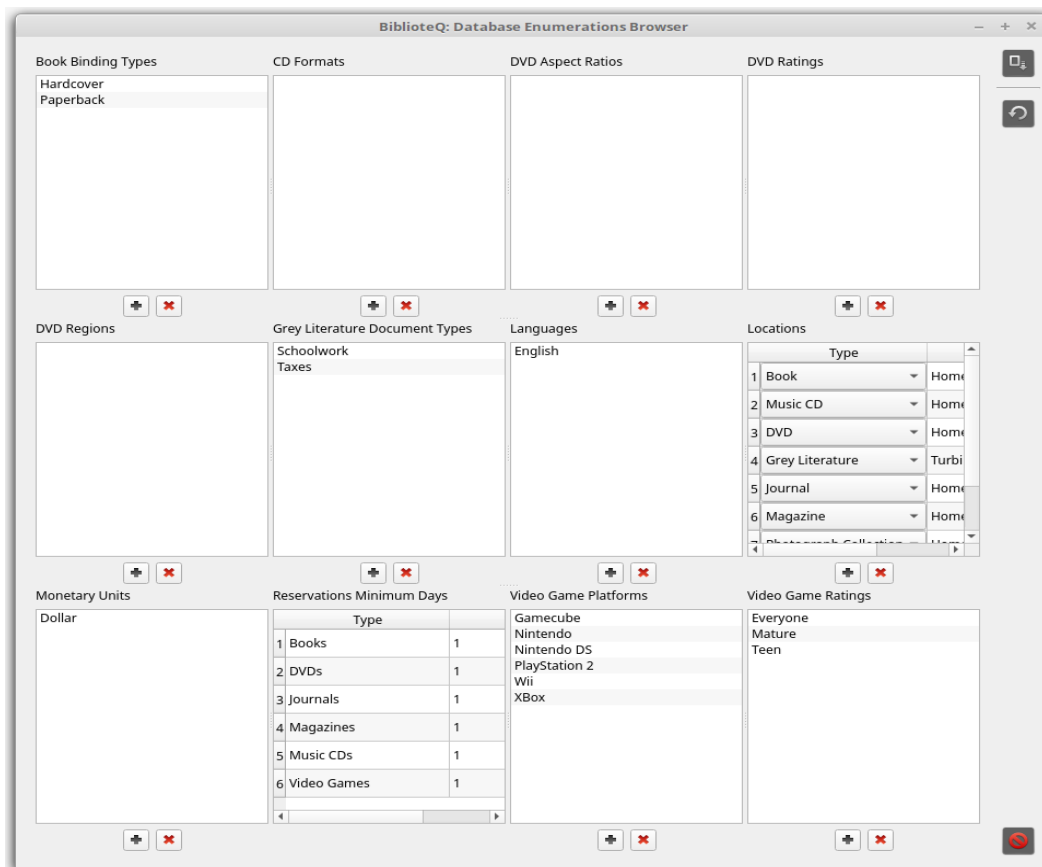 BiblioteQ: Database Enumerations Browser
Book Binding Types
CD Formats
DVD Aspect Ratios
DVD Ratings
Hardcover
Paperback
DVD Regions
Grey Literature Document Types
Languages
Locations
Schoolwork
Taxes
English
Type
1 Book Home
2 Music CD Home
3 DVD Home
4 Grey Literature Turbi
5 Journal Home
6 Magazine Home
7 Photograph Collection Home
Monetary Units
Reservations Minimum Days
Video Game Platforms
Video Game Ratings
Dollar
Type
1 Books 1
2 DVDs 1
3 Journals 1
4 Magazines 1
5 Music CDs 1
6 Video Games 1
Gamecube
Nintendo
Nintendo DS
PlayStation 2
Wii
XBox
Everyone
Mature
Teen